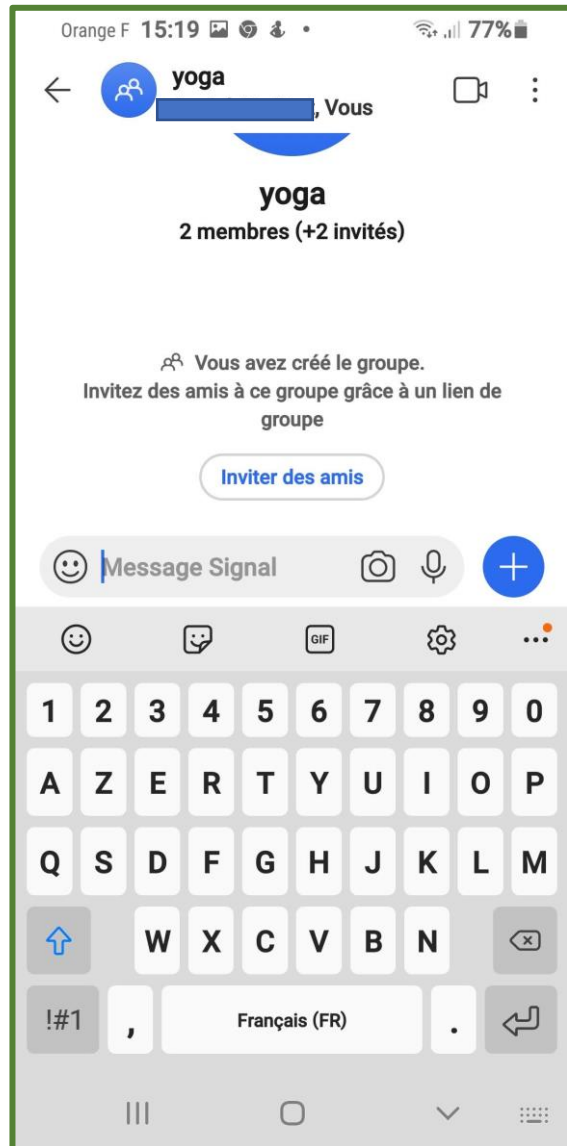 Orange F 15:19 77%
yoga
, Vous
yoga
2 membres (+2 invités)
Vous avez créé le groupe.
Invitez des amis à ce groupe grâce à un lien de
groupe
Inviter des amis
Message Signal
GIF
1 2 3 4 5 6 7 8 9 0
A Z E R T Y U I O P
Q S D F G H J K L M
W X C V B N
!#1 , Français (FR) .